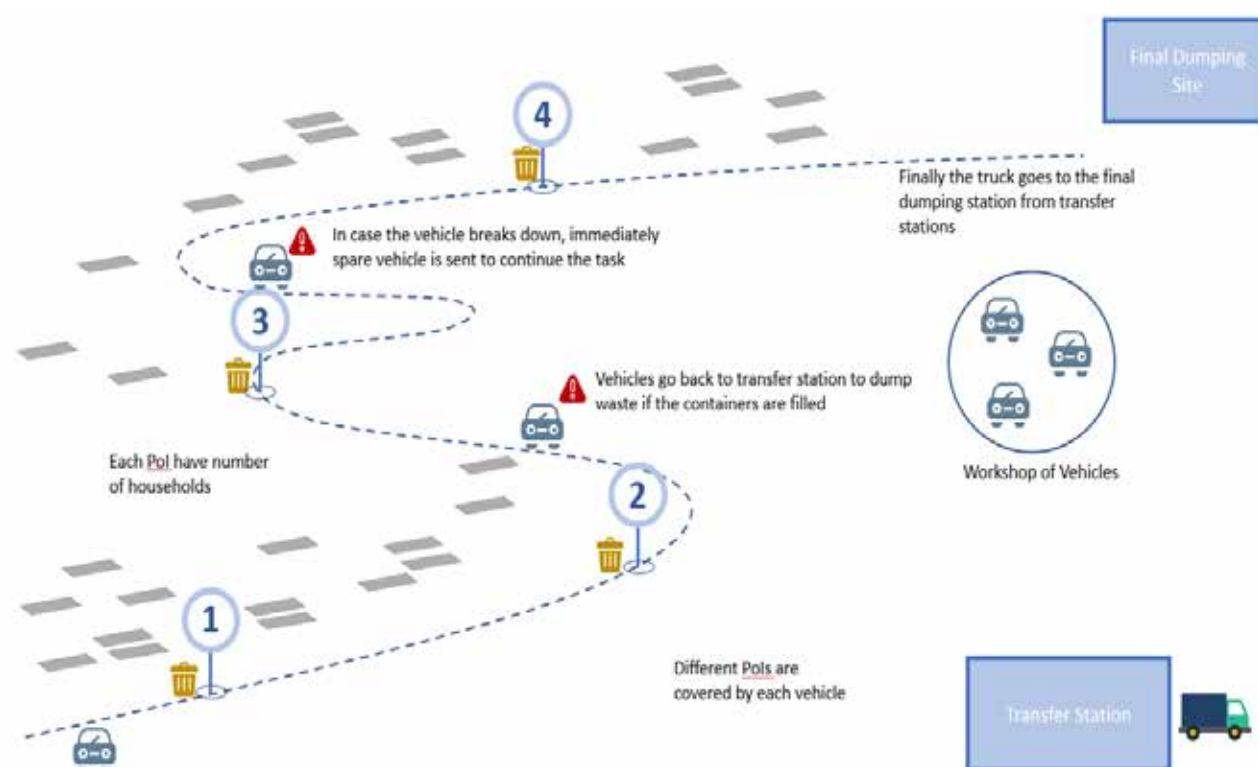 Final Dumping
Site
4
Finally the truck goes to the final
dumping station from transfer
stations
In case the vehicle breaks down, immediately
spare vehicle is sent to continue the task
3
Vehicles go back to transfer station to dump
waste if the containers are filled
Each PoI have number
of households
Workshop of Vehicles
2
1
Different PoIs are
covered by each vehicle
Transfer Station